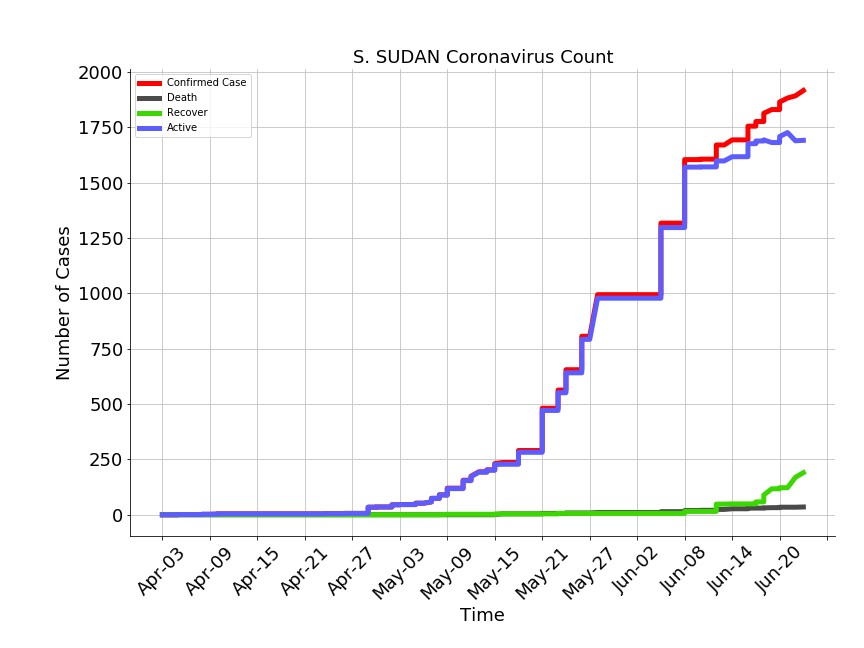 S. SUDAN Coronavirus Count
Confirmed Case
Death
Recover
Active
2000
1750
1500
1250
1000
750
500
250
0
Number of Cases
Apr-03
Apr-09
Apr-15
Apr-21
Apr-27
May-03
May-09
May-15
May-21
May-27
Jun-02
Jun-08
Jun-14
Jun-20
Time